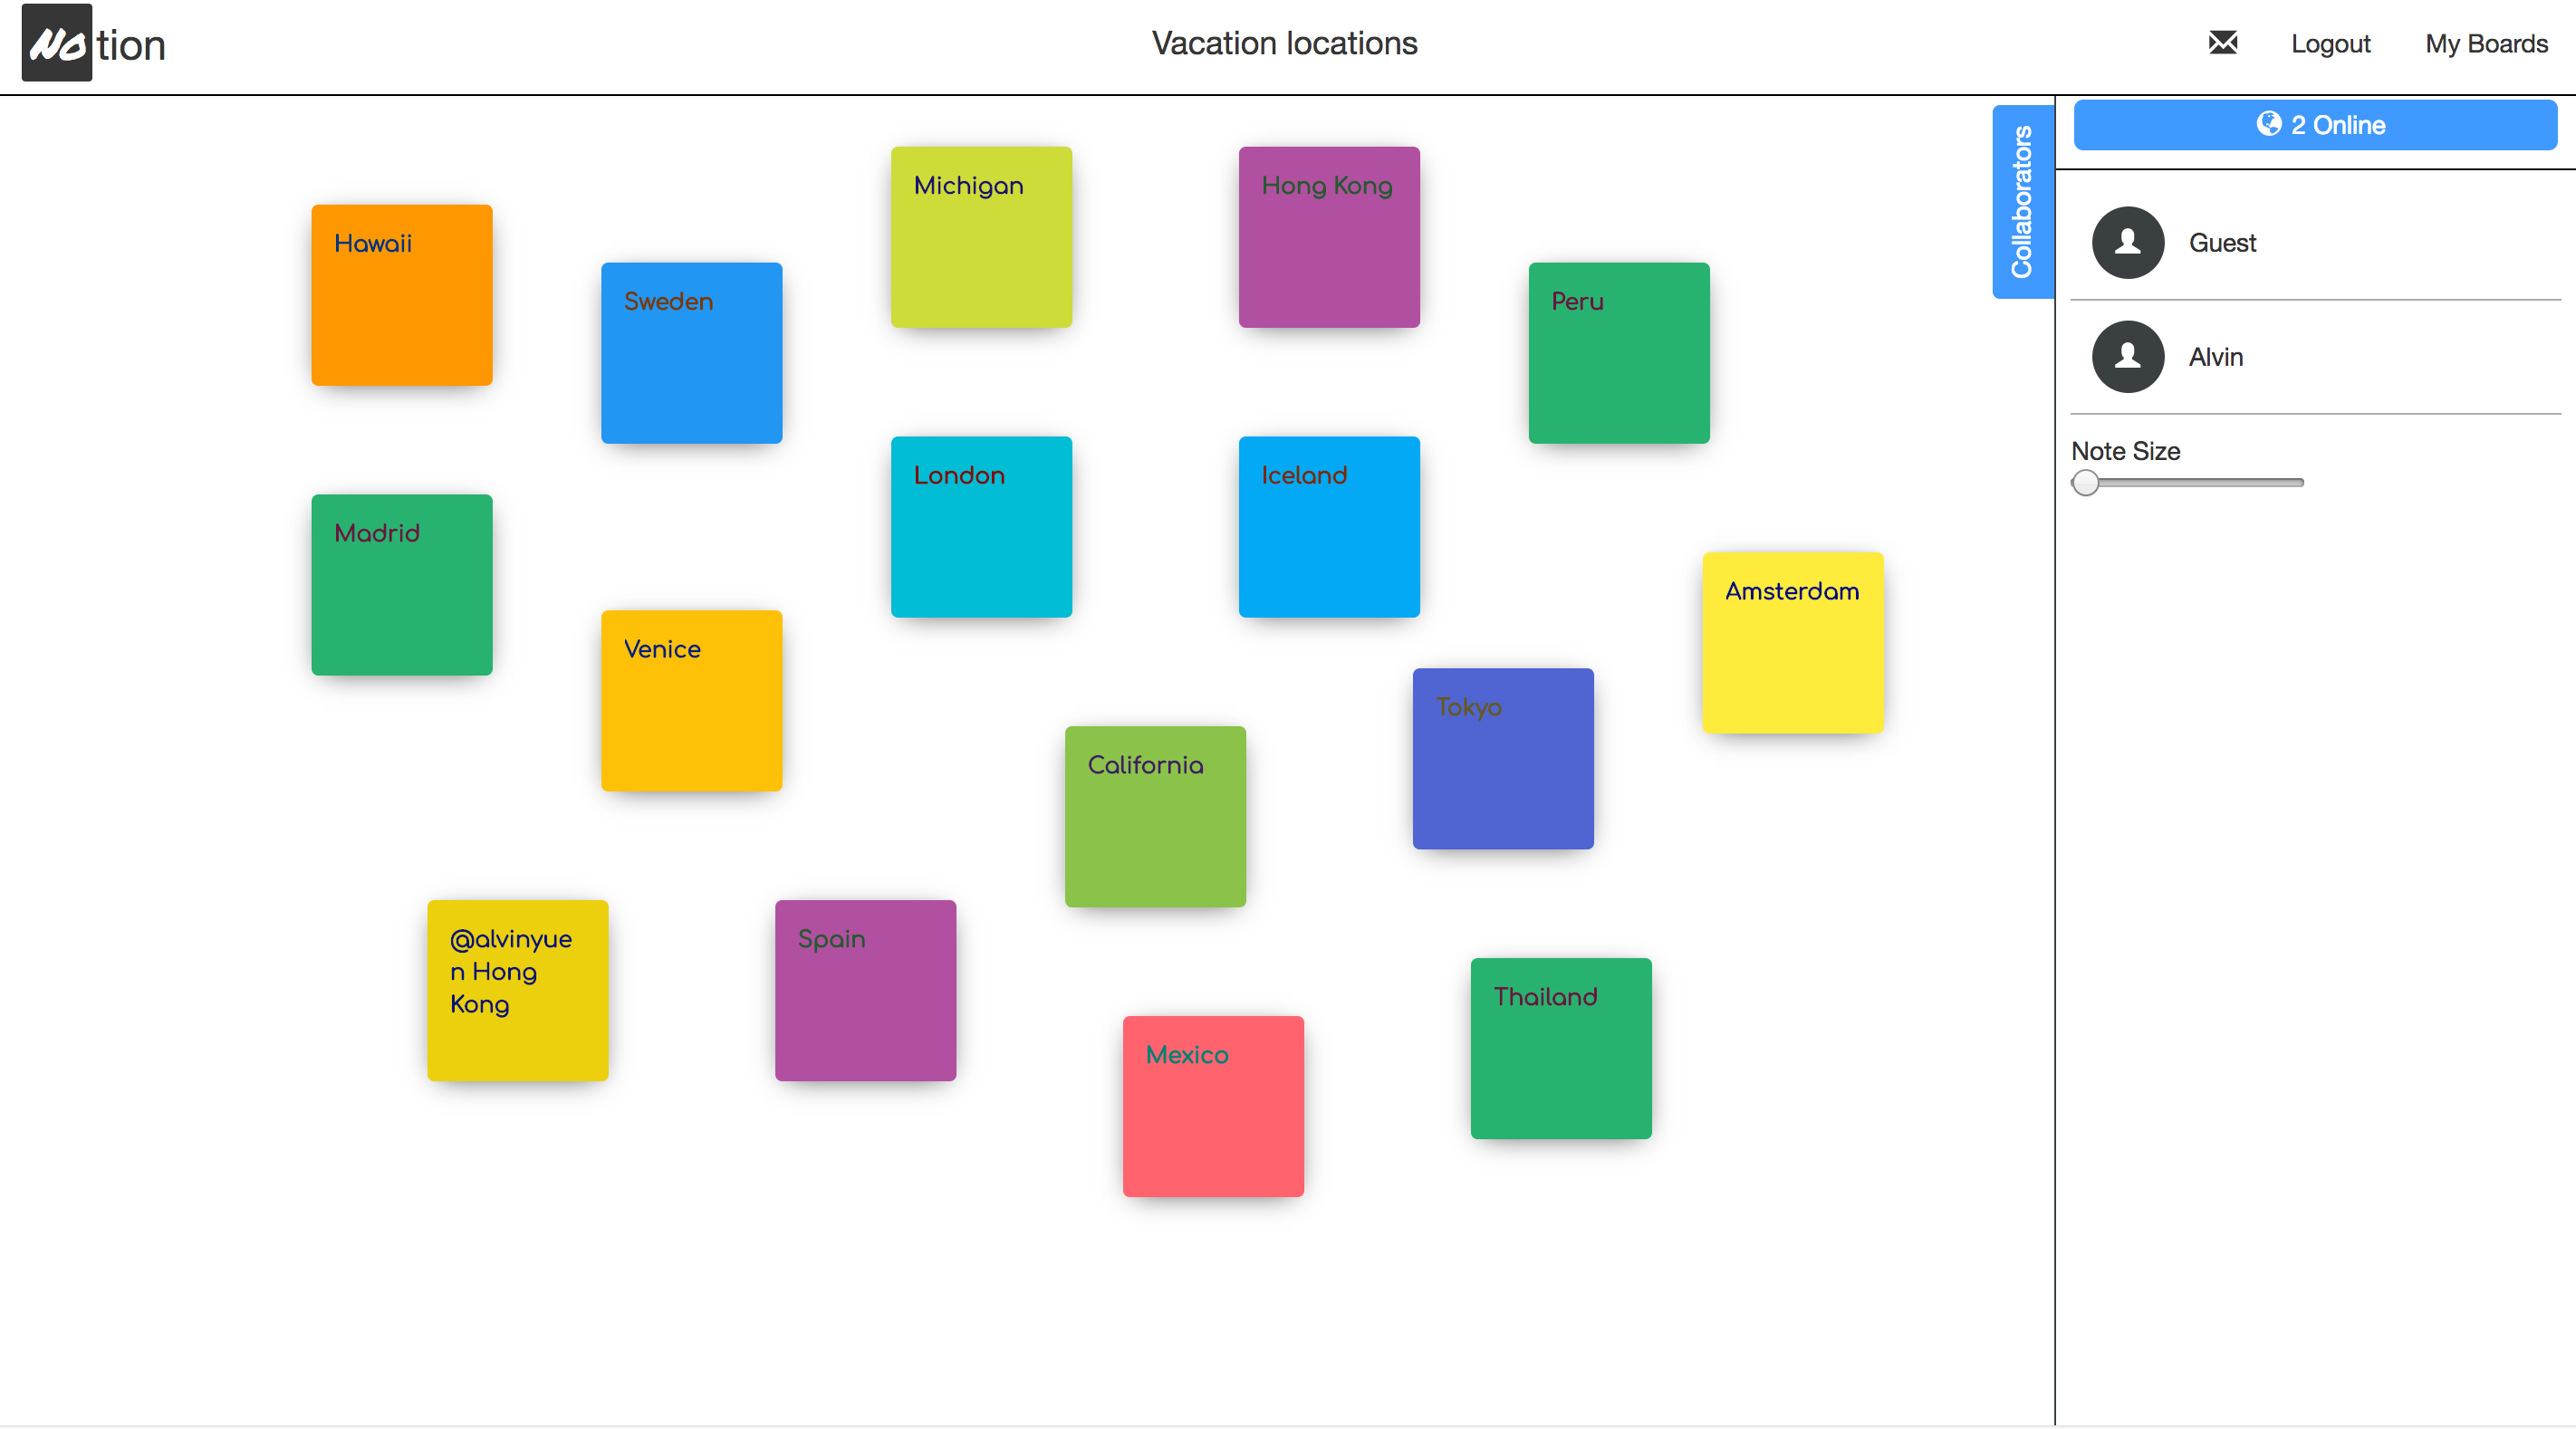 Notion
Vacation locations
Logout
My Boards
Collaborators
2 Online
Guest
Alvin
Note Size
Michigan
Hong Kong
Hawaii
Sweden
Peru
London
Iceland
Madrid
Amsterdam
Venice
Tokyo
California
@alvinyue
n Hong
Kong
Spain
Thailand
Mexico